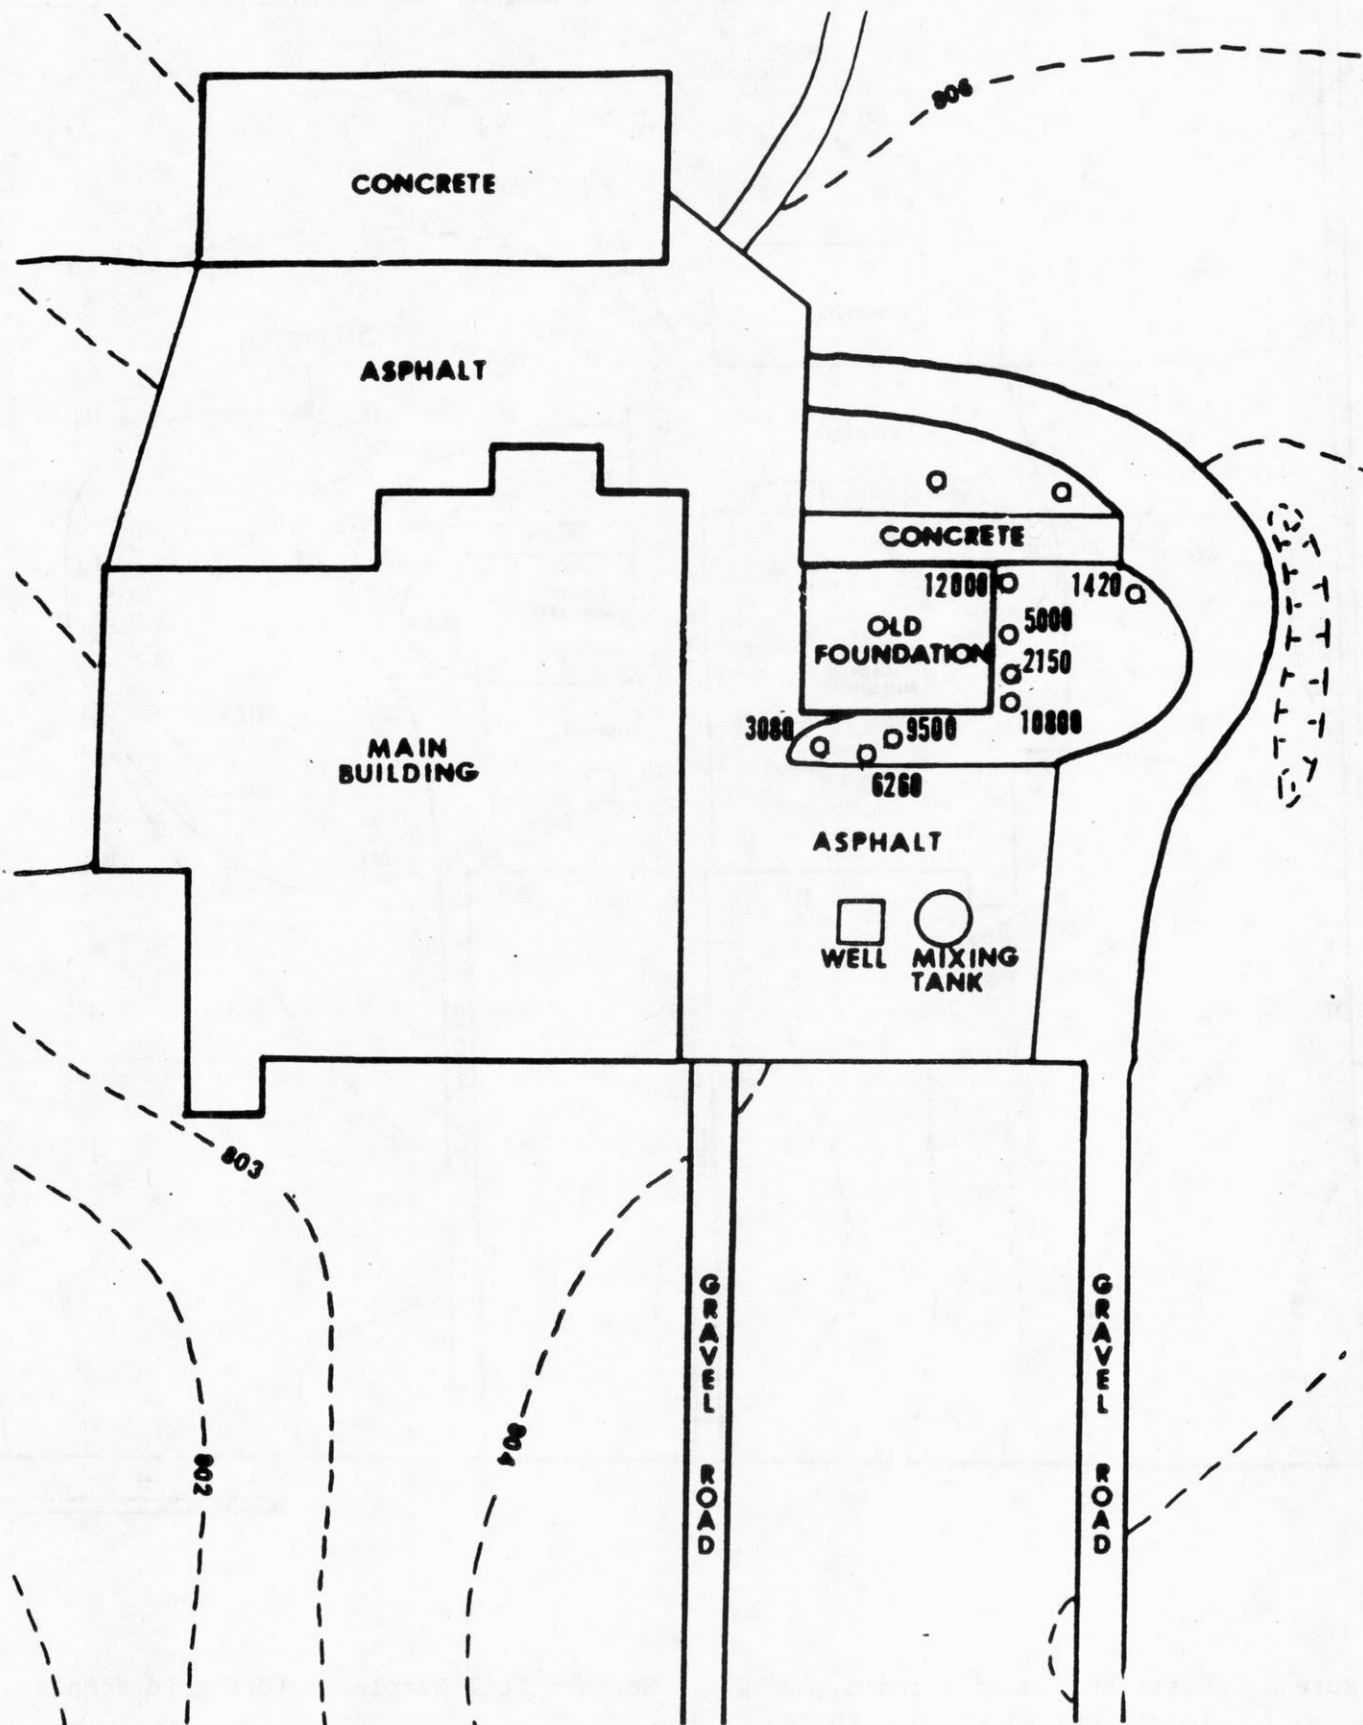 806
CONCRETE
ASPHALT
CONCRETE
12000
1420
OLD
FOUNDATION
5000
2150
10800
3080
9500
6260
MAIN
BUILDING
ASPHALT
WELL
MIXING
TANK
803
802
804
GRAVEL ROAD
GRAVEL ROAD